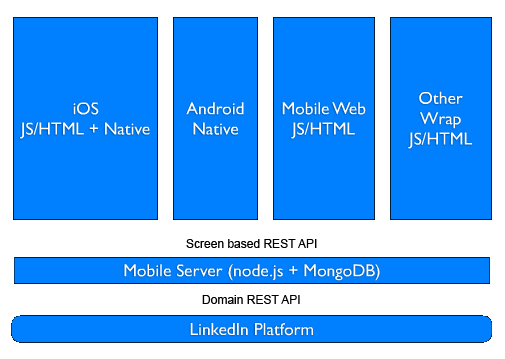 iOS
JS/HTML + Native
Android
Native
Mobile Web
JS/HTML
Other
Wrap
JS/HTML
Screen based REST API
Mobile Server (node.js + MongoDB)
Domain REST API
LinkedIn Platform